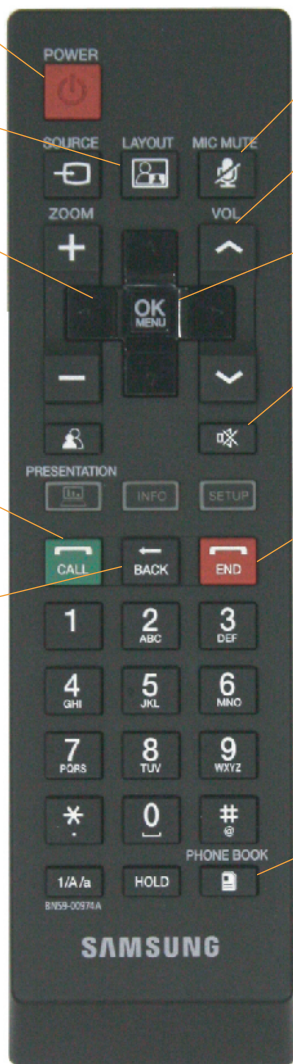 POWER
SOURCE LAYOUT MIC MUTE
ZOOM VOL
+
OK
MENU
−
PRESENTATION
INFO SETUP
CALL BACK END
1 2 3
ABC DEF
4 5 6
GHI JKL MNO
7 8 9
PQRS TUV WXYZ
* 0 #
. @
PHONE BOOK
1/A/a HOLD
BN59-00974A
SAMSUNG